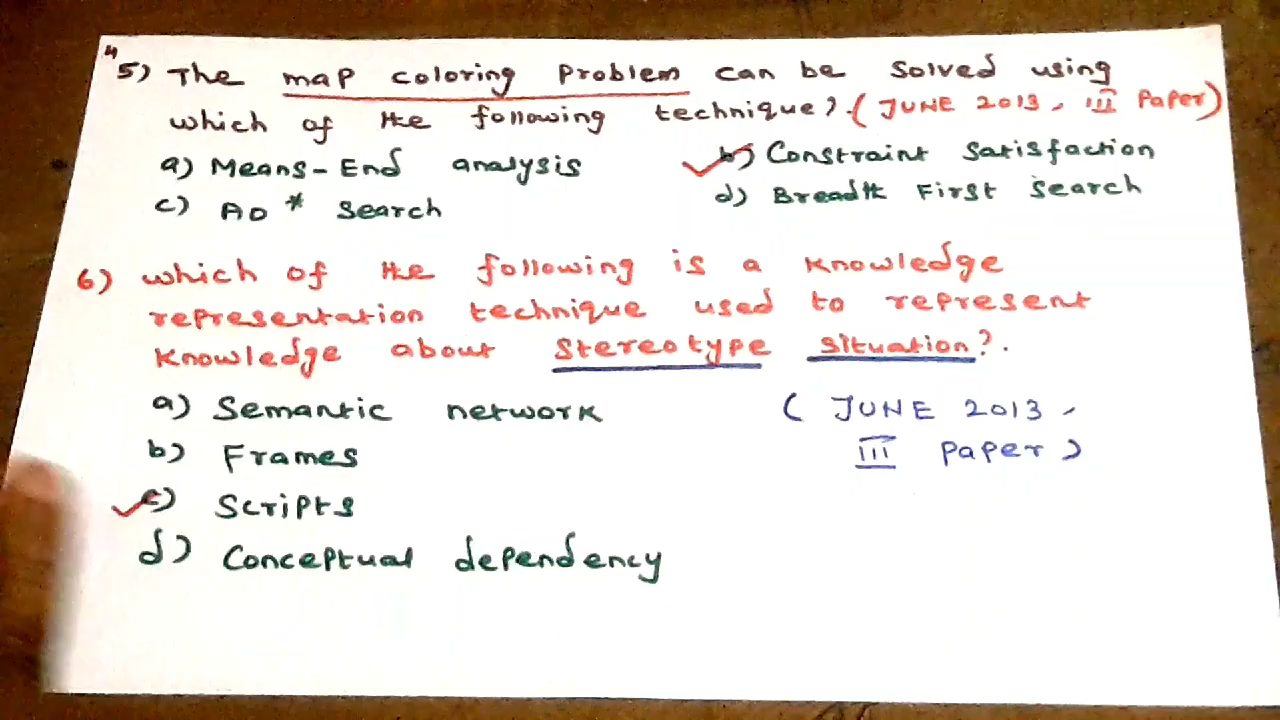 5) The map coloring problem can be solved using
which of the following technique?. (JUNE 2013, III Paper)
a) Means-End analysis b) Constraint Satisfaction
c) AO* Search d) Breadth First Search
6) which of the following is a knowledge
representation technique used to represent
knowledge about Stereotype situation?.
a) Semantic network (JUNE 2013,
b) Frames III paper)
c) Scripts
d) Conceptual dependency